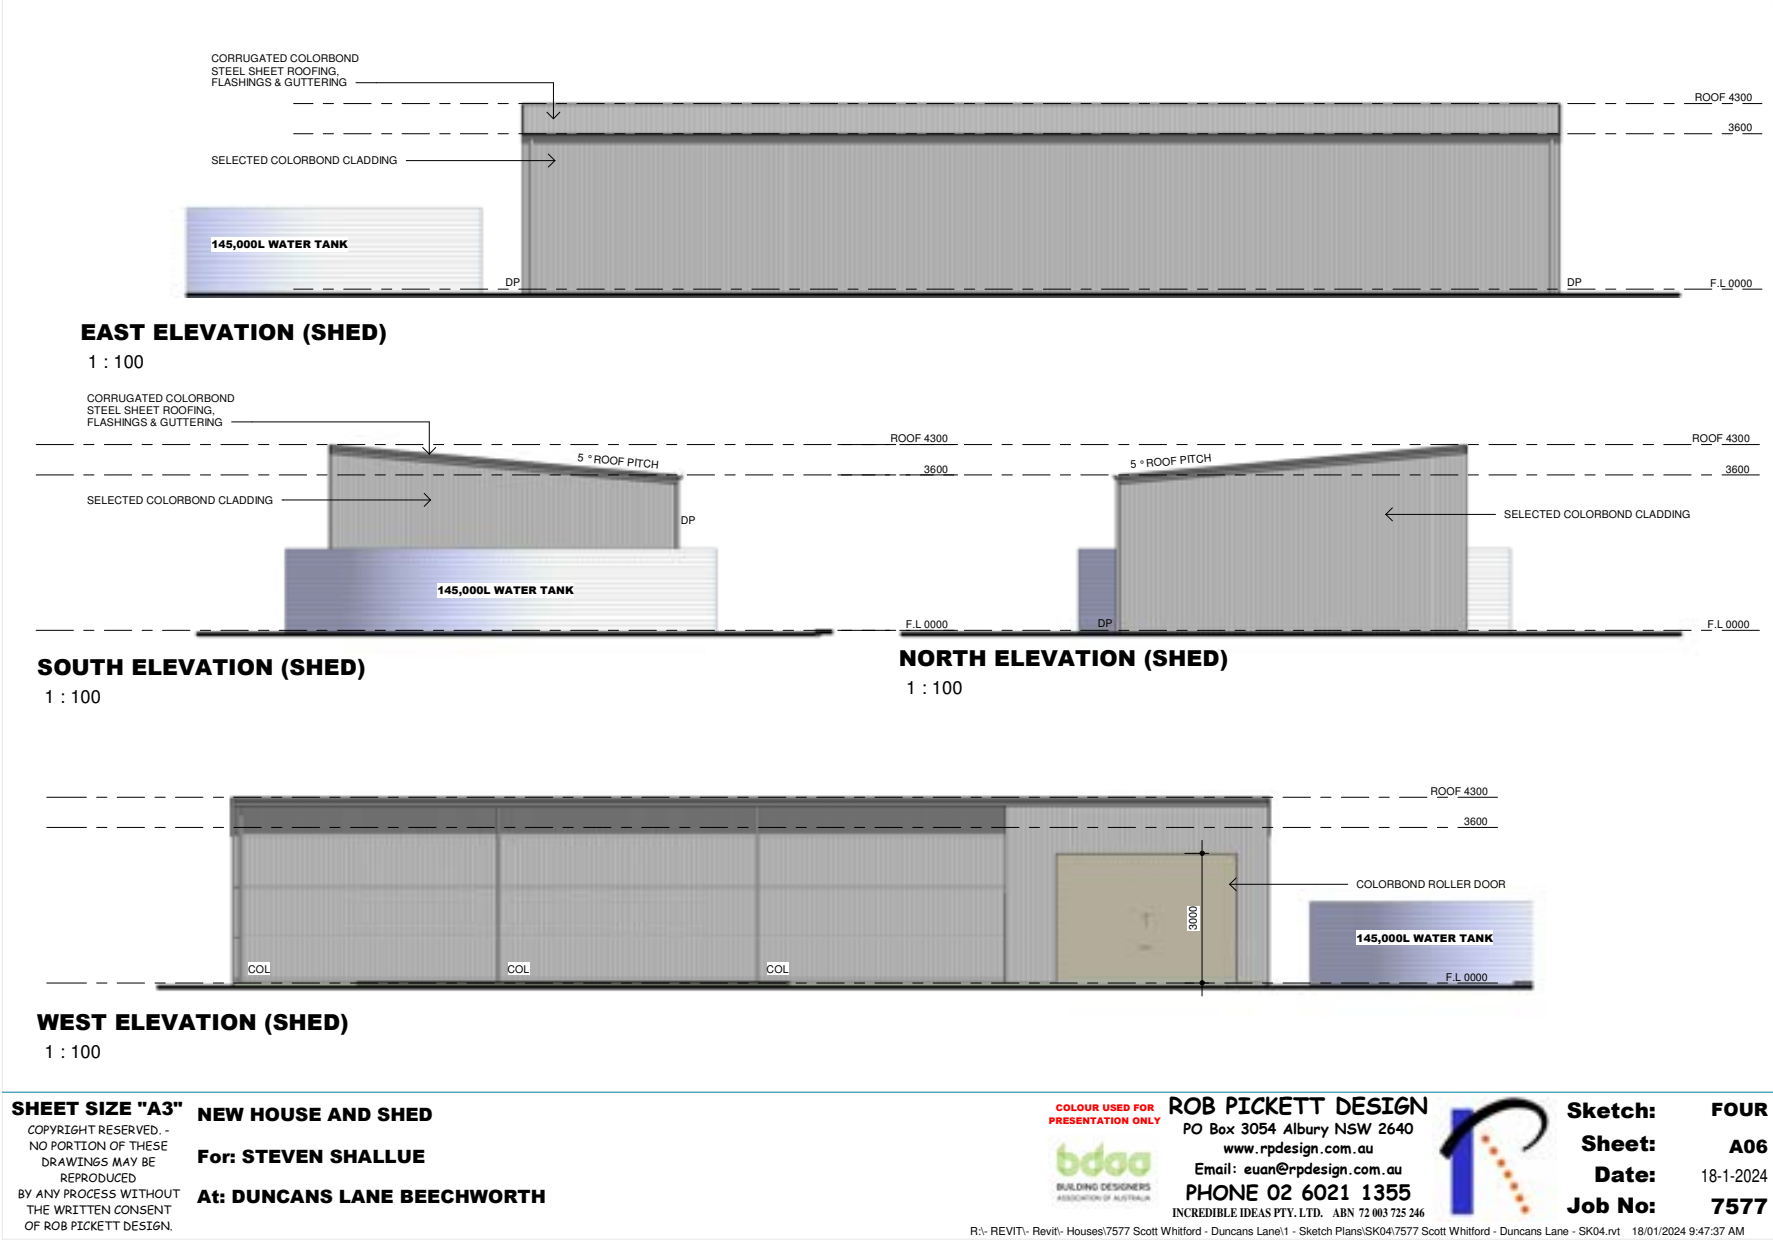 CORRUGATED COLORBOND
STEEL SHEET ROOFING,
FLASHINGS & GUTTERING
ROOF 4300
3600
SELECTED COLORBOND CLADDING
145,000L WATER TANK
DP
DP
F.L 0000
EAST ELEVATION (SHED)
1 : 100
CORRUGATED COLORBOND
STEEL SHEET ROOFING,
FLASHINGS & GUTTERING
ROOF 4300
5 ° ROOF PITCH
3600
SELECTED COLORBOND CLADDING
DP
145,000L WATER TANK
F.L 0000
SOUTH ELEVATION (SHED)
1 : 100
ROOF 4300
5 ° ROOF PITCH
3600
SELECTED COLORBOND CLADDING
DP
F.L 0000
NORTH ELEVATION (SHED)
1 : 100
ROOF 4300
3600
COLORBOND ROLLER DOOR
3000
145,000L WATER TANK
COL
COL
COL
F.L 0000
WEST ELEVATION (SHED)
1 : 100
SHEET SIZE "A3"
COPYRIGHT RESERVED. -
NO PORTION OF THESE
DRAWINGS MAY BE
REPRODUCED
BY ANY PROCESS WITHOUT
THE WRITTEN CONSENT
OF ROB PICKETT DESIGN.
NEW HOUSE AND SHED
For: STEVEN SHALLUE
At: DUNCANS LANE BEECHWORTH
COLOUR USED FOR
PRESENTATION ONLY
bdaa
BUILDING DESIGNERS
ASSOCIATION OF AUSTRALIA
ROB PICKETT DESIGN
PO Box 3054 Albury NSW 2640
www.rpdesign.com.au
Email: euan@rpdesign.com.au
PHONE 02 6021 1355
INCREDIBLE IDEAS PTY. LTD. ABN 72 003 725 246
Sketch: FOUR
Sheet: A06
Date: 18-1-2024
Job No: 7577
R:\- REVIT\- Revit\- Houses\7577 Scott Whitford - Duncans Lane\1 - Sketch Plans\SK04\7577 Scott Whitford - Duncans Lane - SK04.rvt 18/01/2024 9:47:37 AM